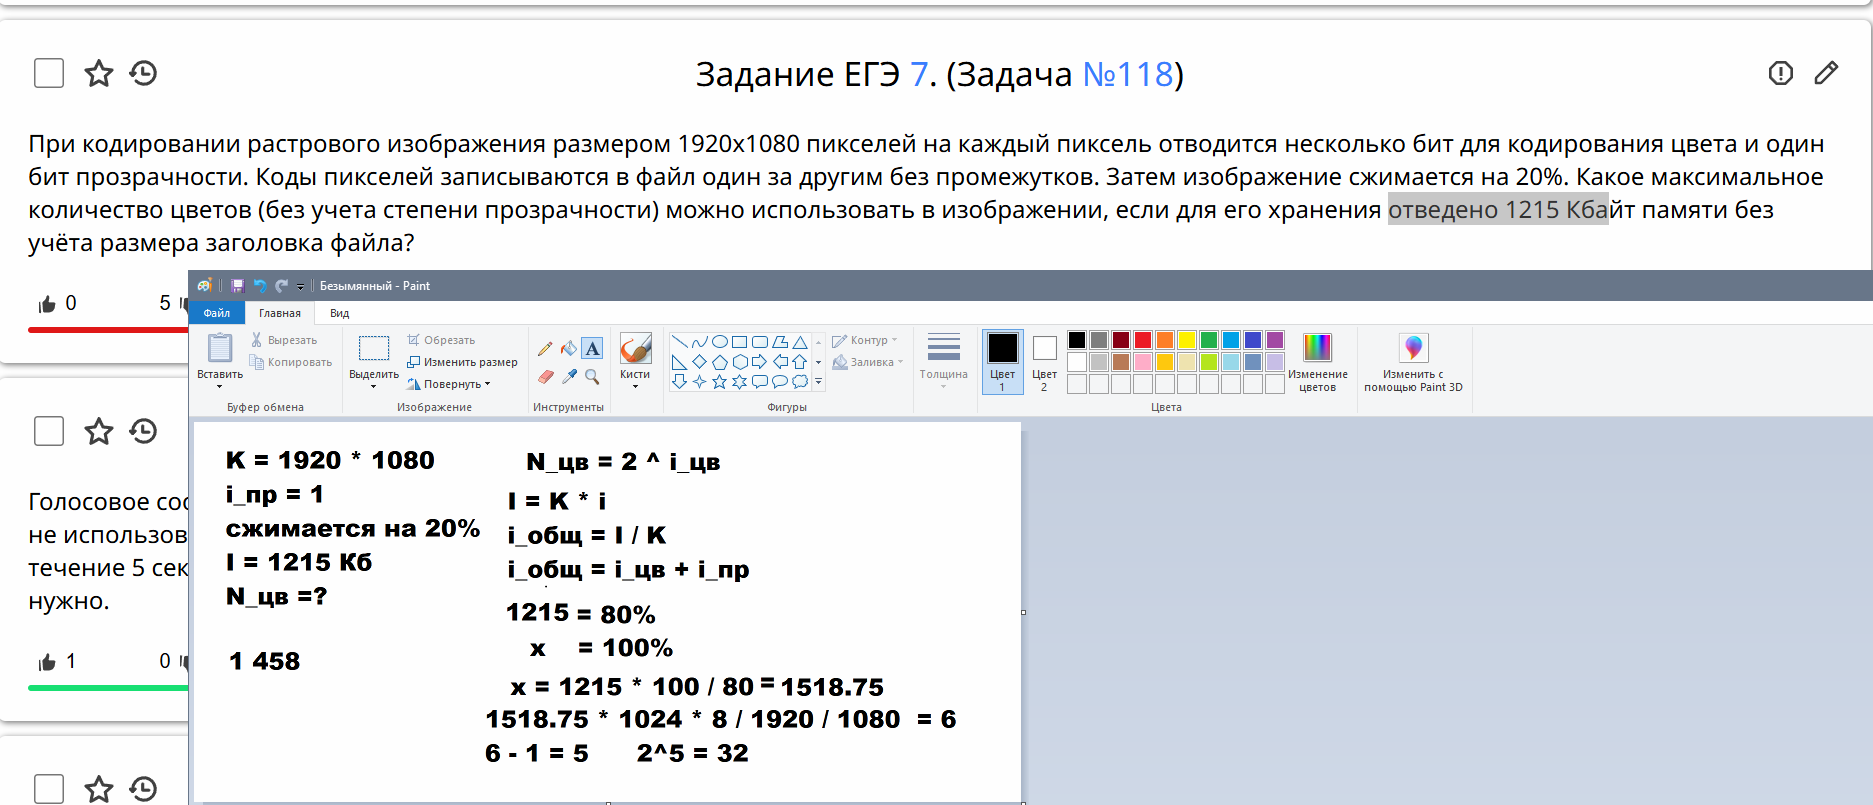 Задание ЕГЭ 7. (Задача №118)
При кодировании растрового изображения размером 1920x1080 пикселей на каждый пиксель отводится несколько бит для кодирования цвета и один
бит прозрачности. Коды пикселей записываются в файл один за другим без промежутков. Затем изображение сжимается на 20%. Какое максимальное
количество цветов (без учета степени прозрачности) можно использовать в изображении, если для его хранения отведено 1215 Кбайт памяти без
учёта размера заголовка файла?
0 5
Безымянный - Paint
Файл Главная Вид
Вставить
Вырезать
Копировать
Буфер обмена
Выделить
Обрезать
Изменить размер
Повернуть
Изображение
A
Инструменты
Кисти
Контур
Заливка
Фигуры
Толщина
Цвет
1
Цвет
2
Изменение
цветов
Цвета
Изменить с
помощью Paint 3D
Голосовое соо
не использов
течение 5 сек
нужно.
1 0
K = 1920 * 1080
i_пр = 1
сжимается на 20%
I = 1215 Кб
N_цв =?
1 458
N_цв = 2 ^ i_цв
I = K * i
i_общ = I / K
i_общ = i_цв + i_пр
1215 = 80%
x = 100%
x = 1215 * 100 / 80 = 1518.75
1518.75 * 1024 * 8 / 1920 / 1080 = 6
6 - 1 = 5 2^5 = 32